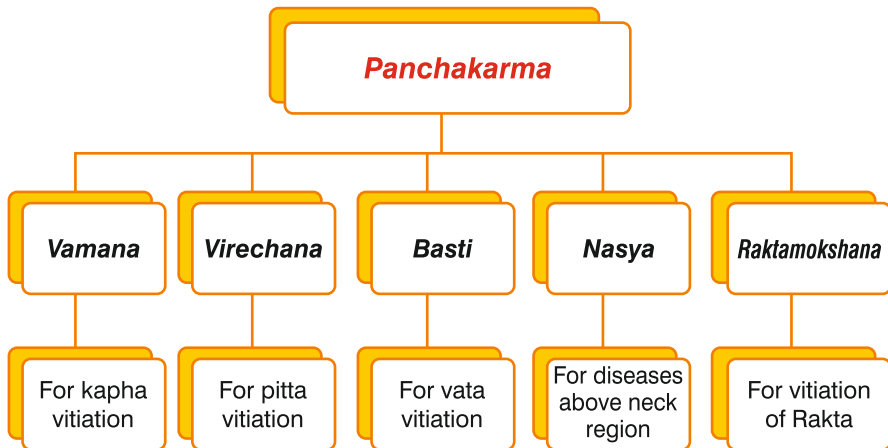 Panchakarma
Vamana
Virechana
Basti
Nasya
Raktamokshana
For kapha
vitiation
For pitta
vitiation
For vata
vitiation
For diseases
above neck
region
For vitiation
of Rakta